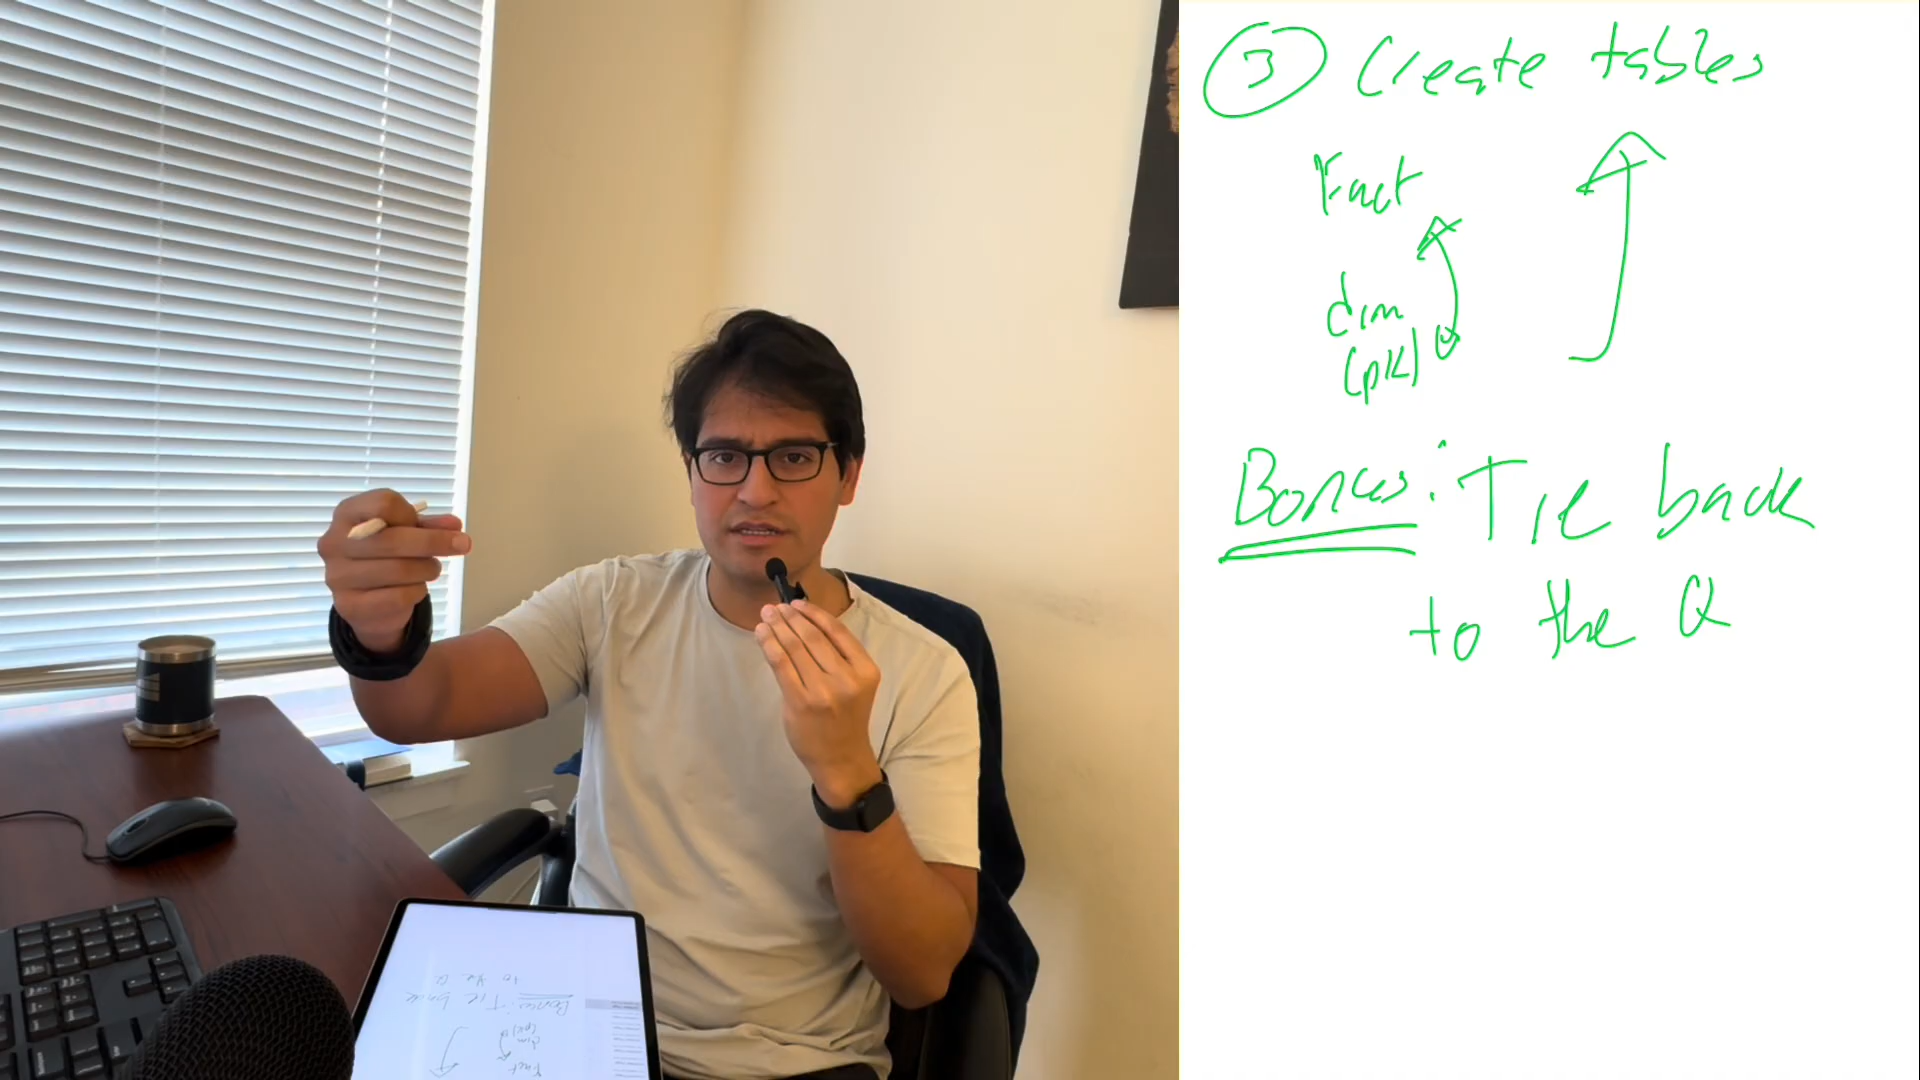 3 Create tables
Fact
dim
(pk)
Bonus: Tie back
to the Q